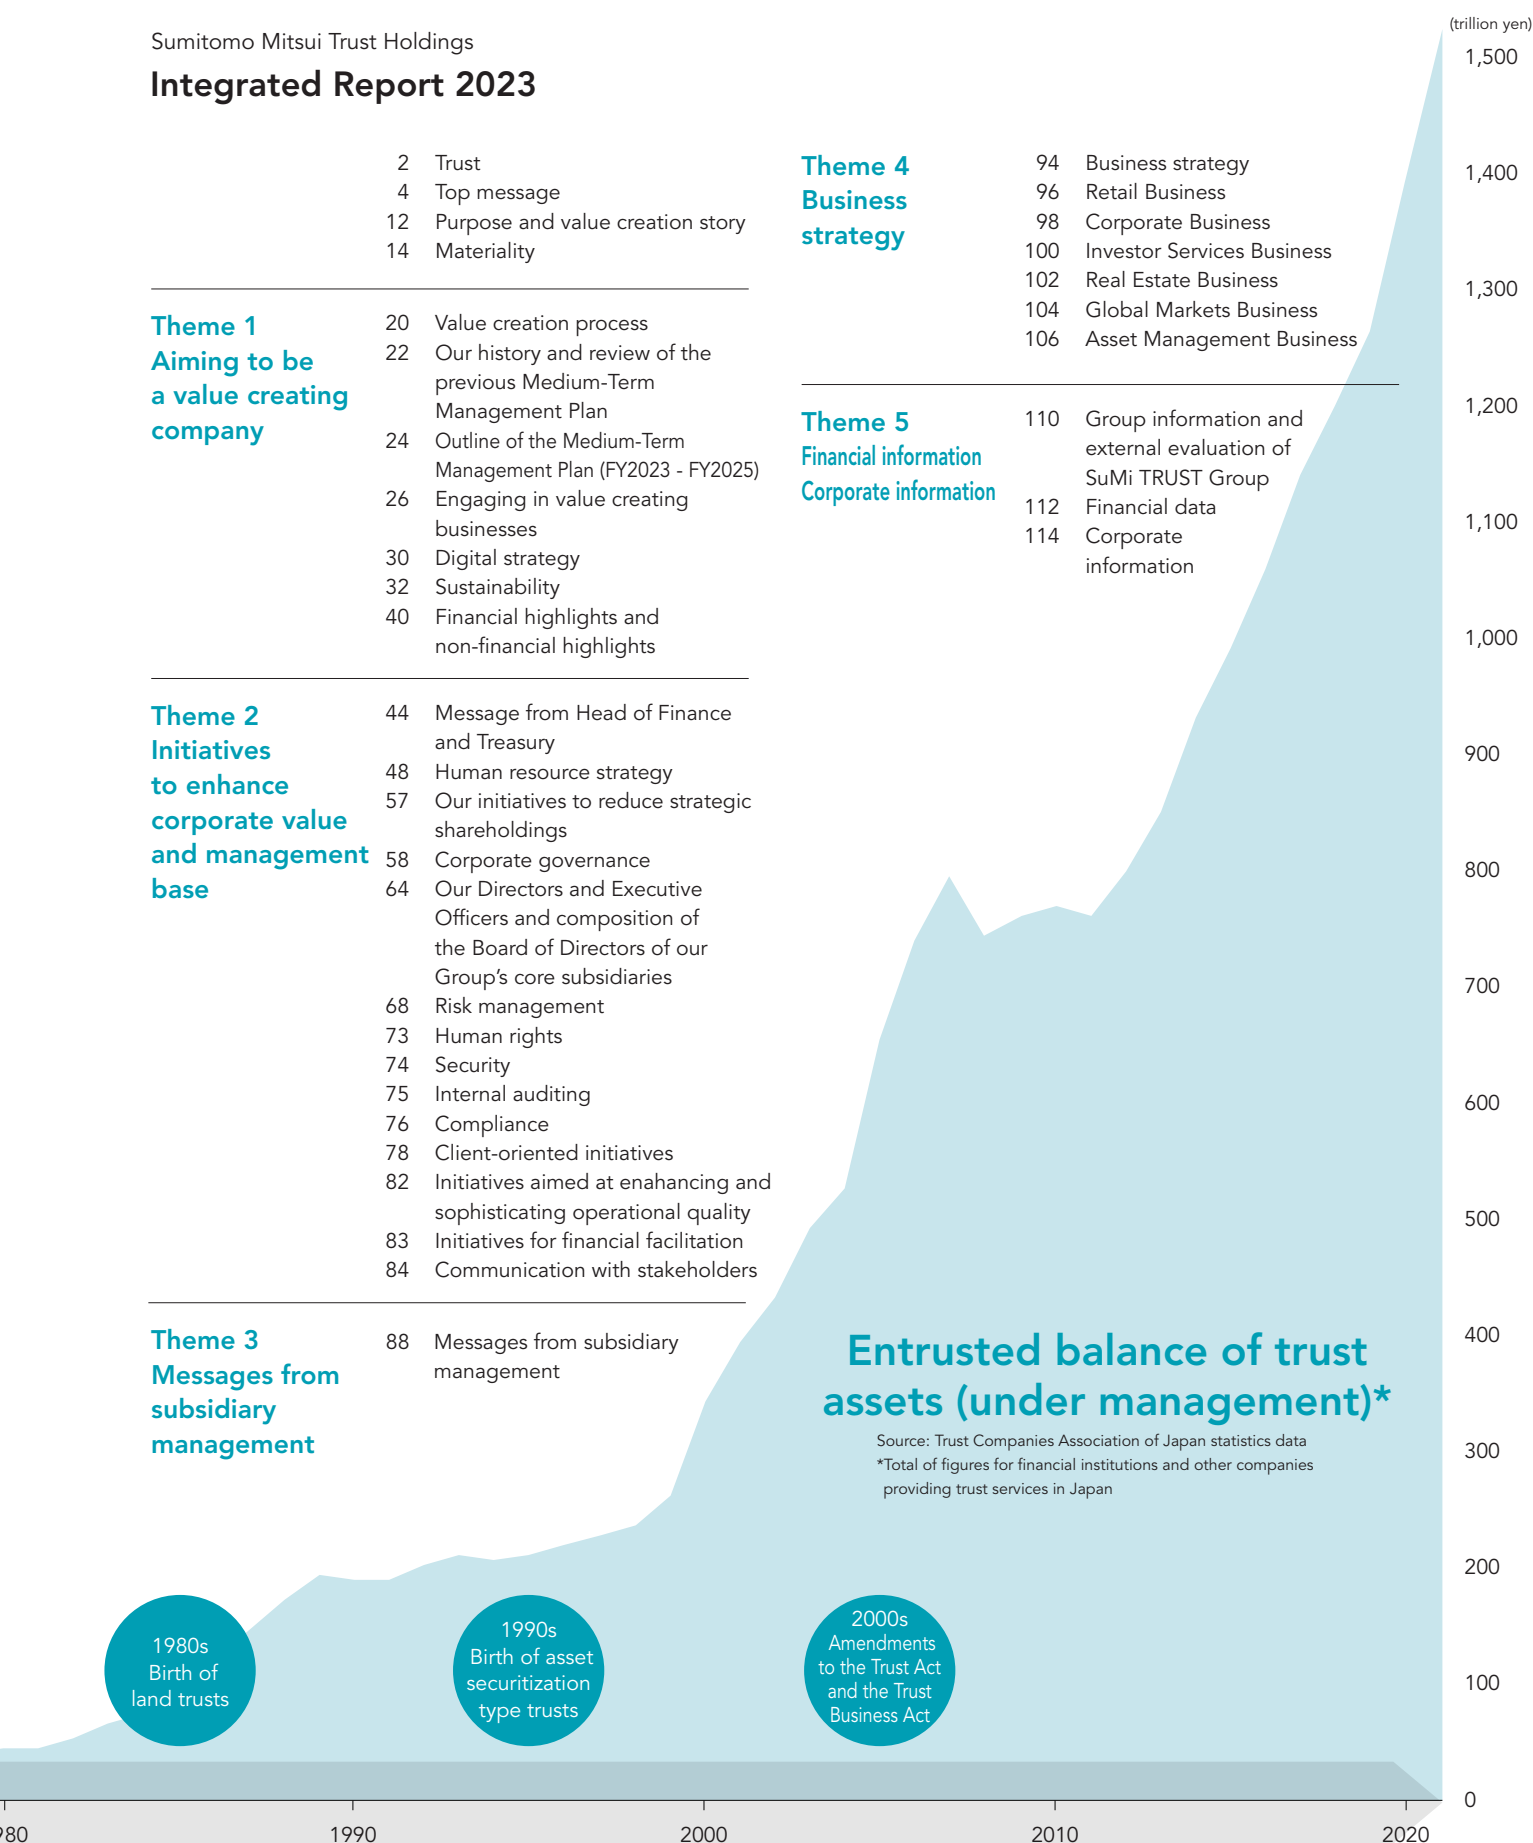 Sumitomo Mitsui Trust Holdings
Integrated Report 2023
2 Trust
4 Top message
12 Purpose and value creation story
14 Materiality
Theme 1
Aiming to be
a value creating
company
20 Value creation process
22 Our history and review of the
previous Medium-Term
Management Plan
24 Outline of the Medium-Term
Management Plan (FY2023 - FY2025)
26 Engaging in value creating
businesses
30 Digital strategy
32 Sustainability
40 Financial highlights and
non-financial highlights
Theme 2
Initiatives
to enhance
corporate value
and management
base
44 Message from Head of Finance
and Treasury
48 Human resource strategy
57 Our initiatives to reduce strategic
shareholdings
58 Corporate governance
64 Our Directors and Executive
Officers and composition of
the Board of Directors of our
Group's core subsidiaries
68 Risk management
73 Human rights
74 Security
75 Internal auditing
76 Compliance
78 Client-oriented initiatives
82 Initiatives aimed at enahancing and
sophisticating operational quality
83 Initiatives for financial facilitation
84 Communication with stakeholders
Theme 3
Messages from
subsidiary
management
88 Messages from subsidiary
management
Theme 4
Business
strategy
94 Business strategy
96 Retail Business
98 Corporate Business
100 Investor Services Business
102 Real Estate Business
104 Global Markets Business
106 Asset Management Business
Theme 5
Financial information
Corporate information
110 Group information and
external evaluation of
SuMi TRUST Group
112 Financial data
114 Corporate
information
(trillion yen)
1,500
1,400
1,300
1,200
1,100
1,000
900
800
700
600
500
400
300
200
100
0
Entrusted balance of trust
assets (under management)*
Source: Trust Companies Association of Japan statistics data
*Total of figures for financial institutions and other companies
providing trust services in Japan
1980s
Birth of
land trusts
1990s
Birth of asset
securitization
type trusts
2000s
Amendments
to the Trust Act
and the Trust
Business Act
980
1990
2000
2010
2020